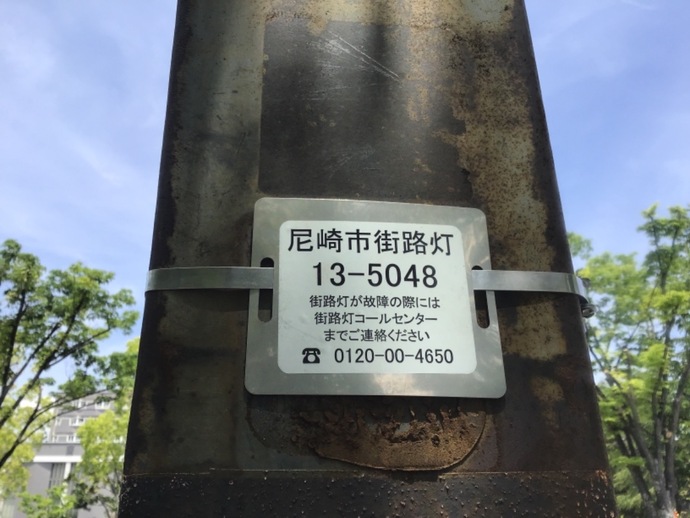 尼崎市街路灯
13-5048
街路灯が故障の際には
街路灯コールセンター
までご連絡ください
☎ 0120-00-4650